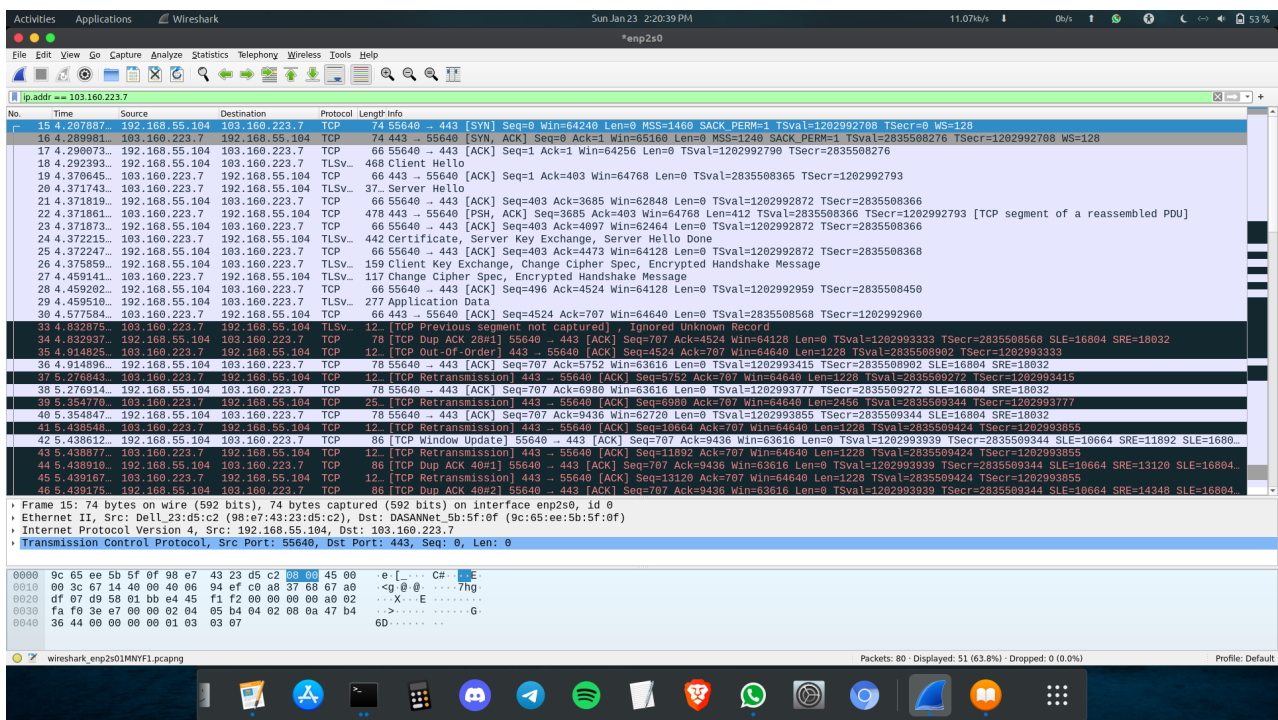 Activities Applications Wireshark Sun Jan 23 2:20:39 PM 11.07kb/s 0b/s 53 %
*enp2s0
File Edit View Go Capture Analyze Statistics Telephony Wireless Tools Help
ip.addr == 103.160.223.7
No. Time Source Destination Protocol Length Info
15 4.207887… 192.168.55.104 103.160.223.7 TCP 74 55640 → 443 [SYN] Seq=0 Win=64240 Len=0 MSS=1460 SACK_PERM=1 TSval=1202992708 TSecr=0 WS=128
16 4.289981… 103.160.223.7 192.168.55.104 TCP 74 443 → 55640 [SYN, ACK] Seq=0 Ack=1 Win=65160 Len=0 MSS=1240 SACK_PERM=1 TSval=2835508276 TSecr=1202992708 WS=128
17 4.290073… 192.168.55.104 103.160.223.7 TCP 66 55640 → 443 [ACK] Seq=1 Ack=1 Win=64256 Len=0 TSval=1202992790 TSecr=2835508276
18 4.292393… 192.168.55.104 103.160.223.7 TLSv… 468 Client Hello
19 4.370645… 103.160.223.7 192.168.55.104 TCP 66 443 → 55640 [ACK] Seq=1 Ack=403 Win=64768 Len=0 TSval=2835508365 TSecr=1202992793
20 4.371743… 103.160.223.7 192.168.55.104 TLSv… 37… Server Hello
21 4.371819… 192.168.55.104 103.160.223.7 TCP 66 55640 → 443 [ACK] Seq=403 Ack=3685 Win=62848 Len=0 TSval=1202992872 TSecr=2835508366
22 4.371861… 103.160.223.7 192.168.55.104 TCP 478 443 → 55640 [PSH, ACK] Seq=3685 Ack=403 Win=64768 Len=412 TSval=2835508366 TSecr=1202992793 [TCP segment of a reassembled PDU]
23 4.371873… 192.168.55.104 103.160.223.7 TCP 66 55640 → 443 [ACK] Seq=403 Ack=4097 Win=62464 Len=0 TSval=1202992872 TSecr=2835508366
24 4.372215… 103.160.223.7 192.168.55.104 TLSv… 442 Certificate, Server Key Exchange, Server Hello Done
25 4.372247… 192.168.55.104 103.160.223.7 TCP 66 55640 → 443 [ACK] Seq=403 Ack=4473 Win=64128 Len=0 TSval=1202992872 TSecr=2835508368
26 4.375859… 192.168.55.104 103.160.223.7 TLSv… 159 Client Key Exchange, Change Cipher Spec, Encrypted Handshake Message
27 4.459141… 103.160.223.7 192.168.55.104 TLSv… 117 Change Cipher Spec, Encrypted Handshake Message
28 4.459202… 192.168.55.104 103.160.223.7 TCP 66 55640 → 443 [ACK] Seq=496 Ack=4524 Win=64128 Len=0 TSval=1202992959 TSecr=2835508450
29 4.459510… 192.168.55.104 103.160.223.7 TLSv… 277 Application Data
30 4.577584… 103.160.223.7 192.168.55.104 TCP 66 443 → 55640 [ACK] Seq=4524 Ack=707 Win=64640 Len=0 TSval=2835508568 TSecr=1202992960
33 4.832875… 103.160.223.7 192.168.55.104 TLSv… 12… [TCP Previous segment not captured] , Ignored Unknown Record
34 4.832937… 192.168.55.104 103.160.223.7 TCP 78 [TCP Dup ACK 28#1] 55640 → 443 [ACK] Seq=707 Ack=4524 Win=64128 Len=0 TSval=1202993333 TSecr=2835508568 SLE=16804 SRE=18032
35 4.914825… 103.160.223.7 192.168.55.104 TCP 12… [TCP Out-Of-Order] 443 → 55640 [ACK] Seq=4524 Ack=707 Win=64640 Len=1228 TSval=2835508902 TSecr=1202993333
36 4.914896… 192.168.55.104 103.160.223.7 TCP 78 55640 → 443 [ACK] Seq=707 Ack=5752 Win=63616 Len=0 TSval=1202993415 TSecr=2835508902 SLE=16804 SRE=18032
37 5.276843… 103.160.223.7 192.168.55.104 TCP 12… [TCP Retransmission] 443 → 55640 [ACK] Seq=5752 Ack=707 Win=64640 Len=1228 TSval=2835509272 TSecr=1202993415
38 5.276914… 192.168.55.104 103.160.223.7 TCP 78 55640 → 443 [ACK] Seq=707 Ack=6980 Win=63616 Len=0 TSval=1202993777 TSecr=2835509272 SLE=16804 SRE=18032
39 5.354770… 103.160.223.7 192.168.55.104 TCP 25… [TCP Retransmission] 443 → 55640 [ACK] Seq=6980 Ack=707 Win=64640 Len=2456 TSval=2835509344 TSecr=1202993777
40 5.354847… 192.168.55.104 103.160.223.7 TCP 78 55640 → 443 [ACK] Seq=707 Ack=9436 Win=62720 Len=0 TSval=1202993855 TSecr=2835509344 SLE=16804 SRE=18032
41 5.438548… 103.160.223.7 192.168.55.104 TCP 12… [TCP Retransmission] 443 → 55640 [ACK] Seq=10664 Ack=707 Win=64640 Len=1228 TSval=2835509424 TSecr=1202993855
42 5.438612… 192.168.55.104 103.160.223.7 TCP 86 [TCP Window Update] 55640 → 443 [ACK] Seq=707 Ack=9436 Win=63616 Len=0 TSval=1202993939 TSecr=2835509344 SLE=10664 SRE=11892 SLE=1680…
43 5.438877… 103.160.223.7 192.168.55.104 TCP 12… [TCP Retransmission] 443 → 55640 [ACK] Seq=11892 Ack=707 Win=64640 Len=1228 TSval=2835509424 TSecr=1202993855
44 5.438910… 192.168.55.104 103.160.223.7 TCP 86 [TCP Dup ACK 40#1] 55640 → 443 [ACK] Seq=707 Ack=9436 Win=63616 Len=0 TSval=1202993939 TSecr=2835509344 SLE=10664 SRE=13120 SLE=16804…
45 5.439167… 103.160.223.7 192.168.55.104 TCP 12… [TCP Retransmission] 443 → 55640 [ACK] Seq=13120 Ack=707 Win=64640 Len=1228 TSval=2835509424 TSecr=1202993855
46 5.439175… 192.168.55.104 103.160.223.7 TCP 86 [TCP Dup ACK 40#2] 55640 → 443 [ACK] Seq=707 Ack=9436 Win=63616 Len=0 TSval=1202993939 TSecr=2835509344 SLE=10664 SRE=14348 SLE=16804…
Frame 15: 74 bytes on wire (592 bits), 74 bytes captured (592 bits) on interface enp2s0, id 0
Ethernet II, Src: Dell_23:d5:c2 (98:e7:43:23:d5:c2), Dst: DASANNet_5b:5f:0f (9c:65:ee:5b:5f:0f)
Internet Protocol Version 4, Src: 192.168.55.104, Dst: 103.160.223.7
Transmission Control Protocol, Src Port: 55640, Dst Port: 443, Seq: 0, Len: 0
0000 9c 65 ee 5b 5f 0f 98 e7 43 23 d5 c2 08 00 45 00 ·e·[_··· C#····E·
0010 00 3c 67 14 40 00 40 06 94 ef c0 a8 37 68 67 a0 ·<g·@·@· ····7hg·
0020 df 07 d9 58 01 bb e4 45 f1 f2 00 00 00 00 a0 02 ···X···E ········
0030 fa f0 3e e7 00 00 02 04 05 b4 04 02 08 0a 47 b4 ··>····· ······G·
0040 36 44 00 00 00 00 01 03 03 07 6D······ ··
wireshark_enp2s01MNYF1.pcapng Packets: 80 · Displayed: 51 (63.8%) · Dropped: 0 (0.0%) Profile: Default